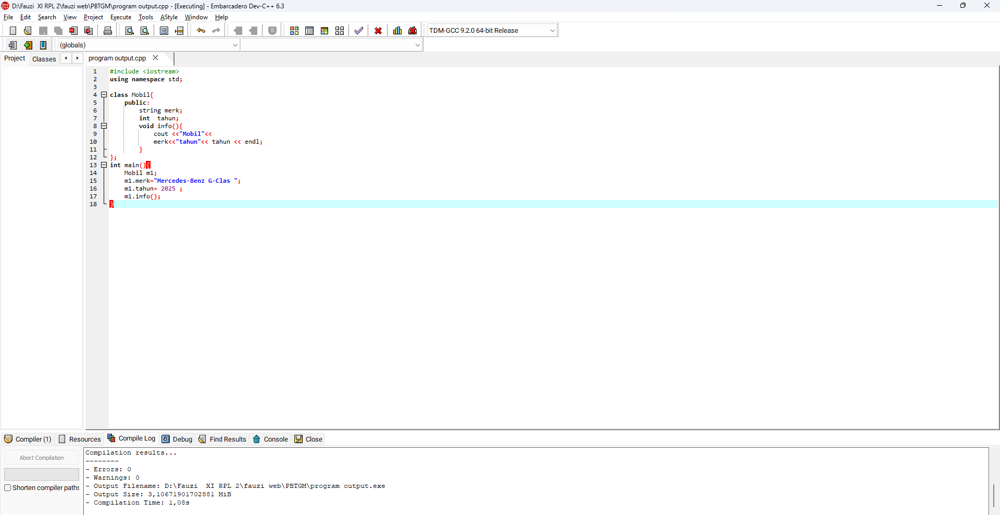 D:\Fauzi  XI RPL 2\fauzi web\PBTGM\program output.cpp - [Executing] - Embarcadero Dev-C++ 6.3
File Edit Search View Project Execute Tools AStyle Window Help
TDM-GCC 9.2.0 64-bit Release
(globals)
Project Classes program output.cpp
1 #include <iostream>
2 using namespace std;
3
4 class Mobil{
5 public:
6 string merk;
7 int  tahun;
8 void info(){
9 cout <<"Mobil"<<
10 merk<<"tahun"<< tahun << endl;
11 }
12 };
13 int main(){
14 Mobil m1;
15 m1.merk="Mercedes-Benz G-Clas ";
16 m1.tahun= 2025 ;
17 m1.info();
18 }
Compiler (1) Resources Compile Log Debug Find Results Console Close
Abort Compilation
Shorten compiler paths
Compilation results...
--------
- Errors: 0
- Warnings: 0
- Output Filename: D:\Fauzi  XI RPL 2\fauzi web\PBTGM\program output.exe
- Output Size: 3,10671901702881 MiB
- Compilation Time: 1,08s